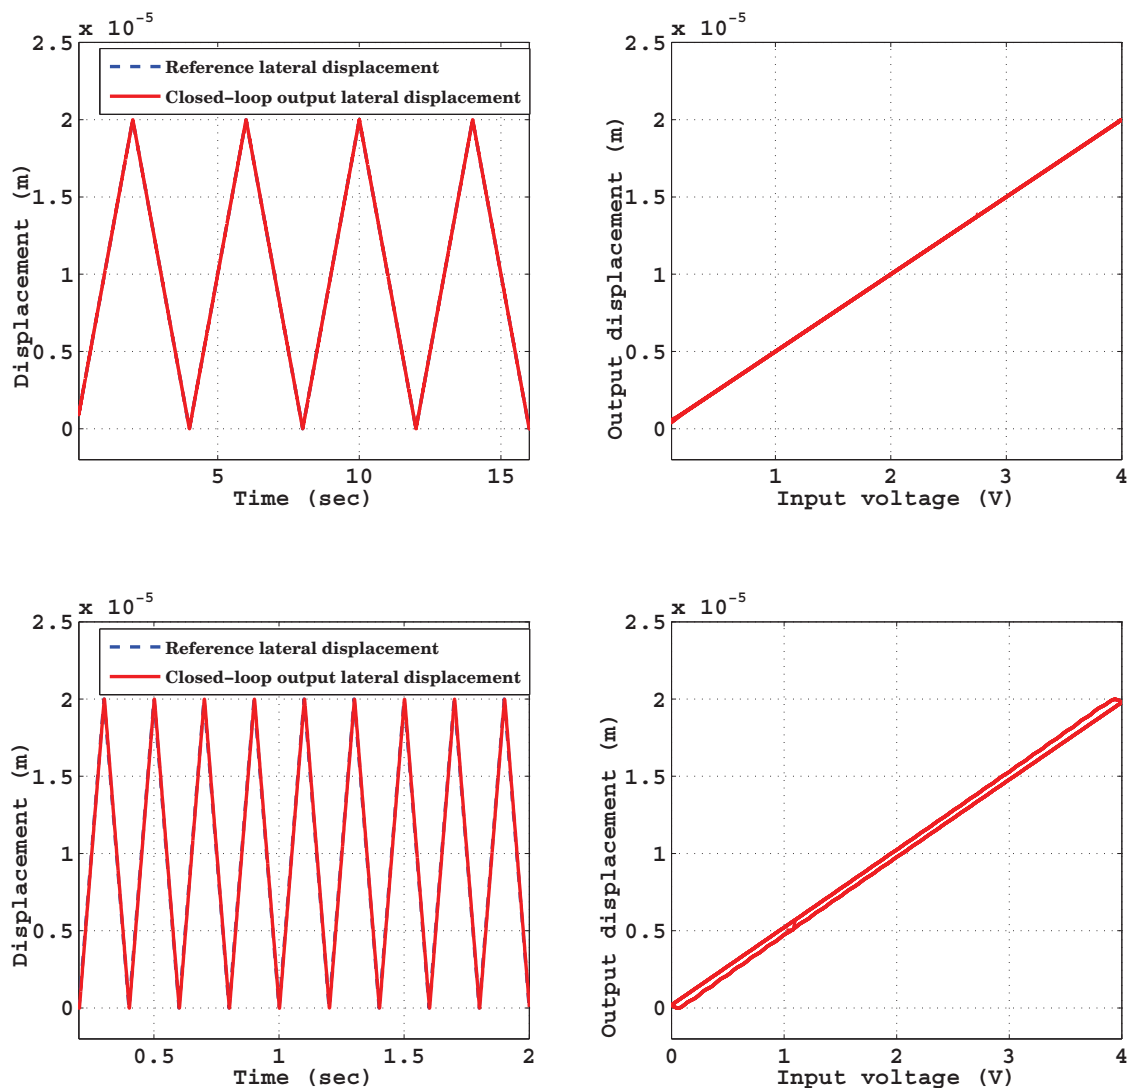 x 10-5
2.5
Reference lateral displacement
Closed-loop output lateral displacement
2
1.5
1
0.5
0
Displacement (m)
5
10
15
Time (sec)
x 10-5
2.5
2
1.5
1
0.5
0
Output displacement (m)
1
2
3
4
Input voltage (V)
x 10-5
2.5
Reference lateral displacement
Closed-loop output lateral displacement
2
1.5
1
0.5
0
Displacement (m)
0.5
1
1.5
2
Time (sec)
x 10-5
2.5
2
1.5
1
0.5
0
Output displacement (m)
0
1
2
3
4
Input voltage (V)